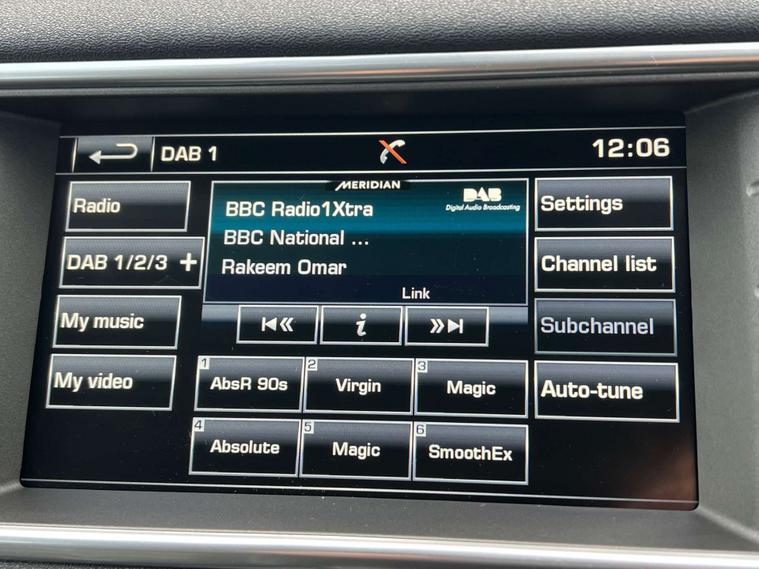 DAB 1
12:06
Radio
DAB 1/2/3 +
My music
My video
MERIDIAN
DAB
Digital Audio Broadcasting
BBC Radio1Xtra
BBC National ...
Rakeem Omar
Link
i
Settings
Channel list
Subchannel
Auto-tune
1 AbsR 90s
2 Virgin
3 Magic
4 Absolute
5 Magic
6 SmoothEx